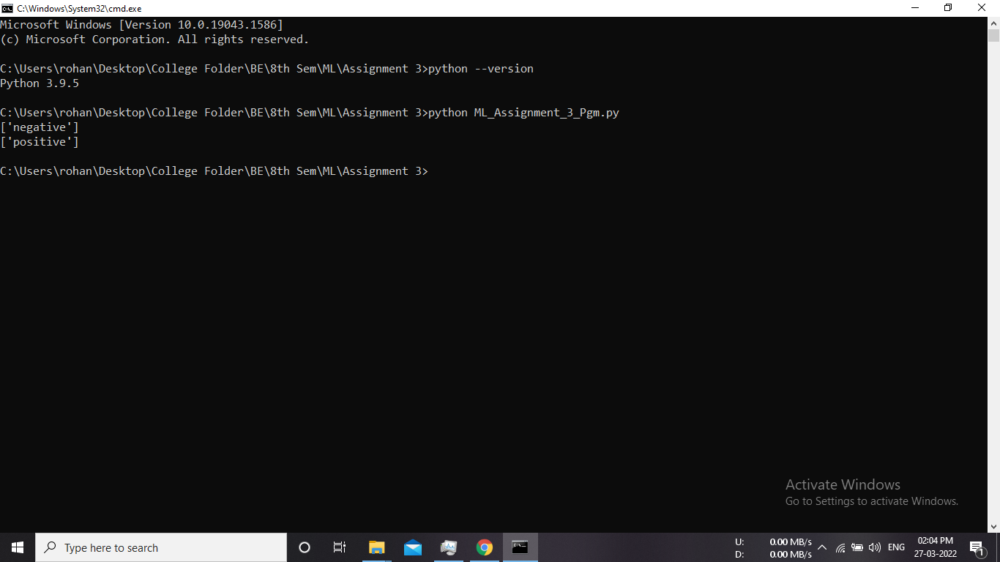 C:\Windows\System32\cmd.exe
Microsoft Windows [Version 10.0.19043.1586]
(c) Microsoft Corporation. All rights reserved.
C:\Users\rohan\Desktop\College Folder\BE\8th Sem\ML\Assignment 3>python --version
Python 3.9.5
C:\Users\rohan\Desktop\College Folder\BE\8th Sem\ML\Assignment 3>python ML_Assignment_3_Pgm.py
['negative']
['positive']
C:\Users\rohan\Desktop\College Folder\BE\8th Sem\ML\Assignment 3>
Activate Windows
Go to Settings to activate Windows.
Type here to search
U: 0.00 MB/s
D: 0.00 MB/s
ENG
02:04 PM
27-03-2022
1